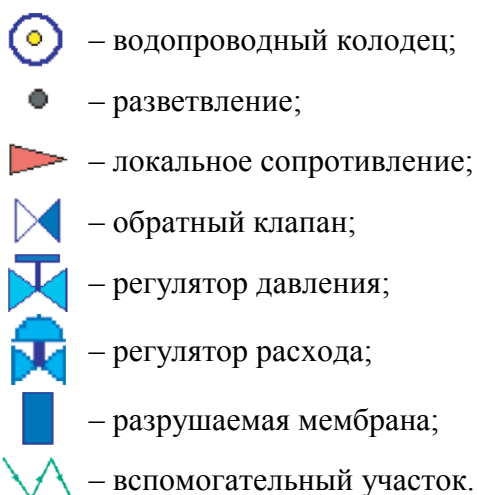 – водопроводный колодец;
– разветвление;
– локальное сопротивление;
– обратный клапан;
– регулятор давления;
– регулятор расхода;
– разрушаемая мембрана;
– вспомогательный участок.